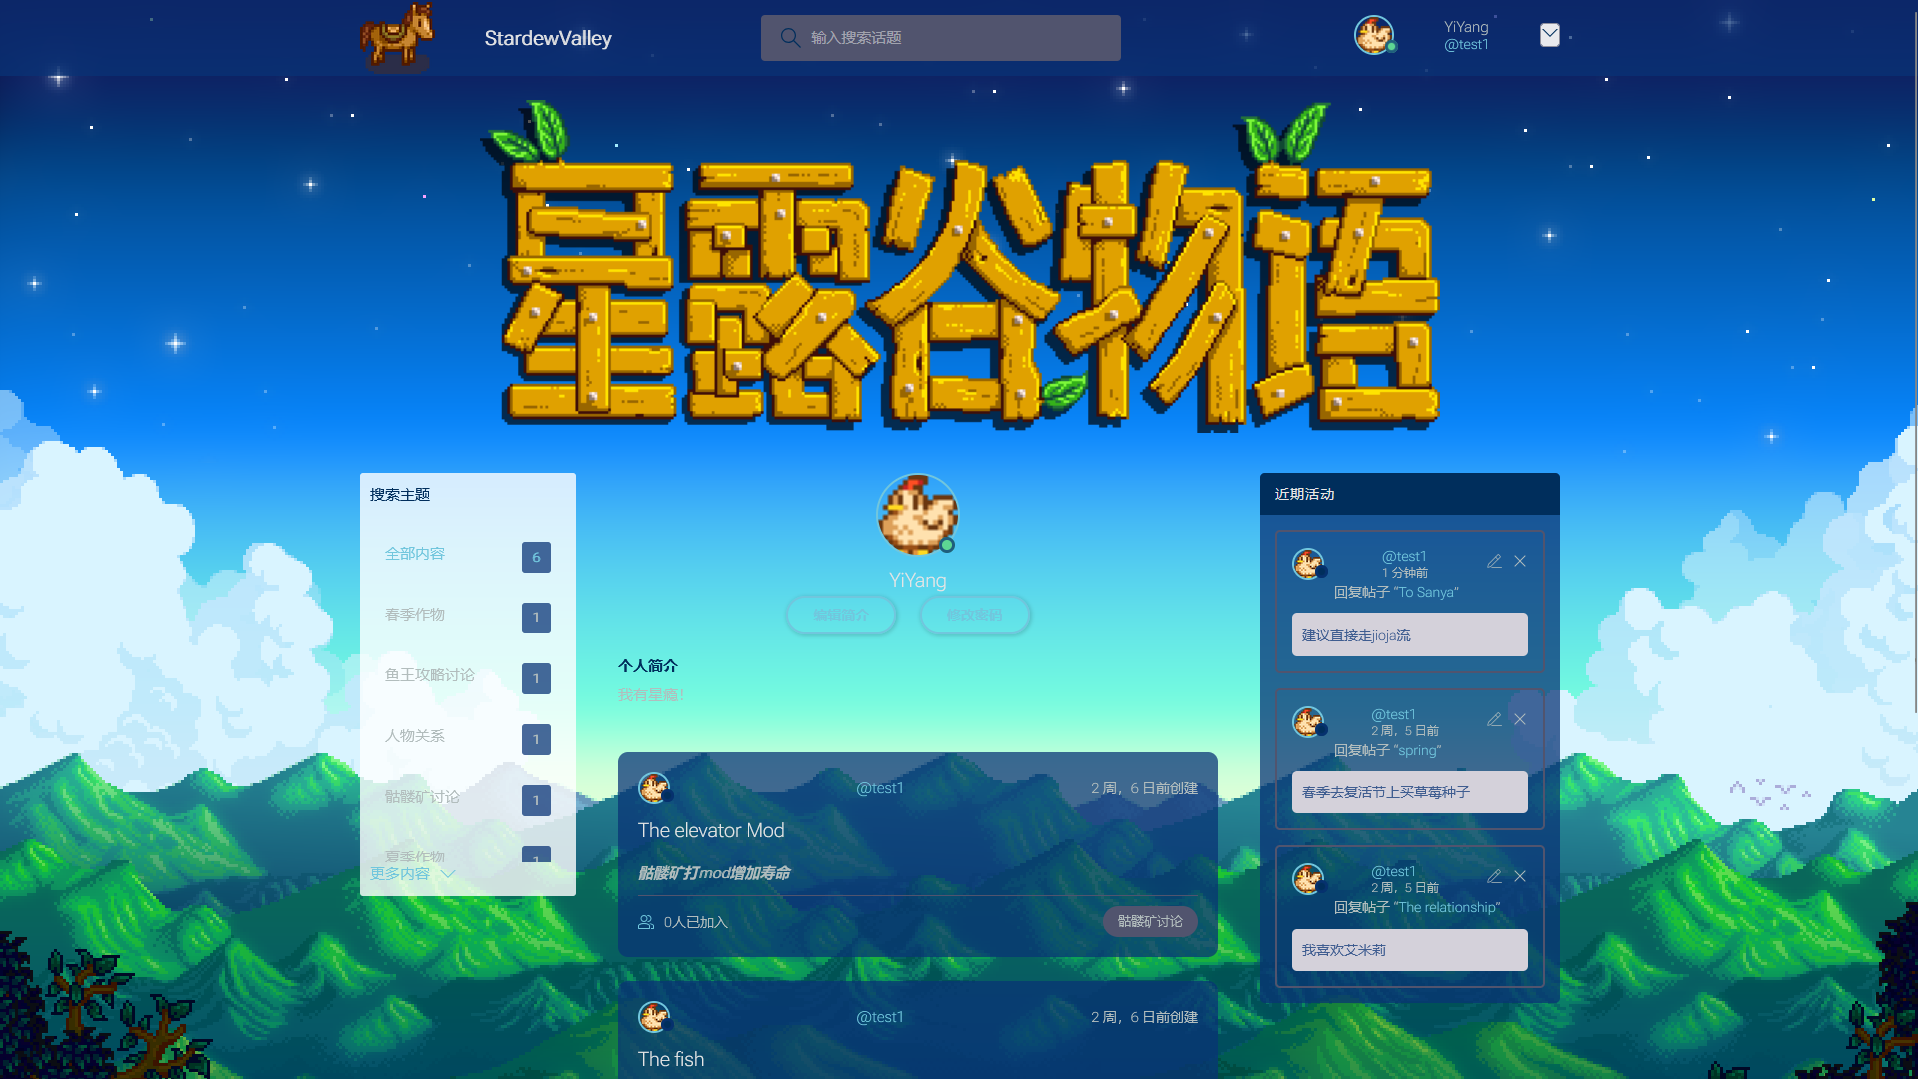 StardewValley
输入搜索话题
YiYang
@test1
星露谷物语
搜索主题
全部内容
6
春季作物
1
鱼王攻略讨论
1
人物关系
1
骷髅矿讨论
1
夏季作物
1
更多内容
YiYang
编辑简介
修改密码
个人简介
我有星瘾!
@test1
2 周，6 日前创建
The elevator Mod
骷髅矿打mod增加寿命
0人已加入
骷髅矿讨论
@test1
2 周，6 日前创建
The fish
近期活动
@test1
1 分钟前
回复帖子 “To Sanya”
建议直接走jioja流
@test1
2 周，5 日前
回复帖子 “spring”
春季去复活节上买草莓种子
@test1
2 周，5 日前
回复帖子 “The relationship”
我喜欢艾米莉